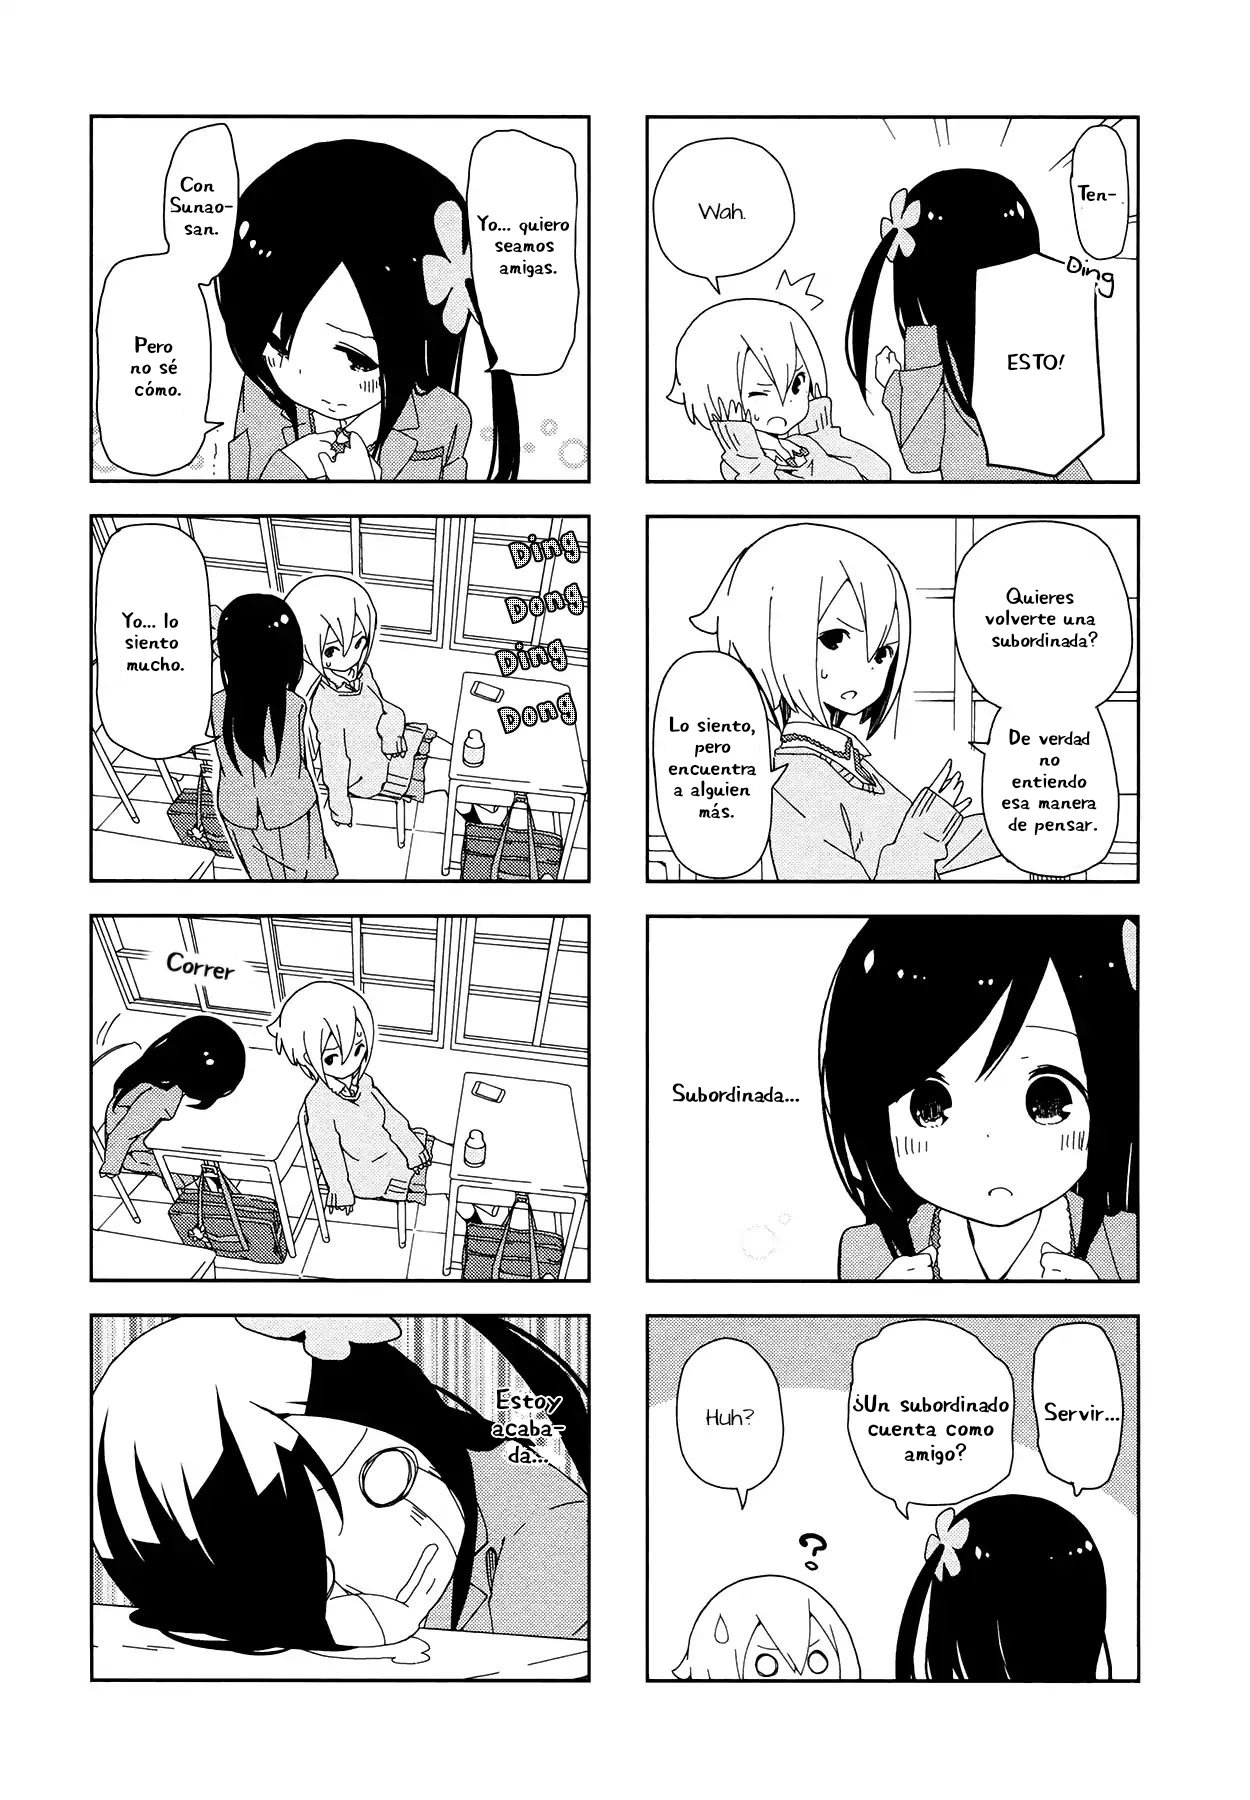 Ten-
Ding
ESTO!
Wah.
Quieres
volverte una
subordinada?
De verdad
no
entiendo
esa manera
de pensar.
Lo siento,
pero
encuentra
a alguien
más.
Subordinada...
Servir...
¿Un subordinado
cuenta como
amigo?
Huh?
?
Yo... quiero
seamos
amigas.
Con
Sunao-
san.
Pero
no sé
cómo.
Ding
Dong
Ding
Dong
Yo... lo
siento
mucho.
Correr
Estoy
acaba-
da...